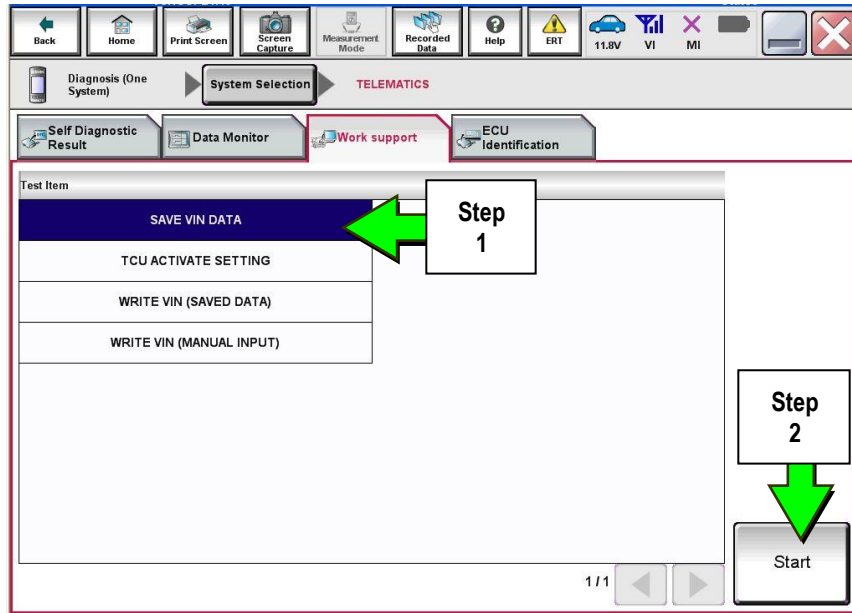 Back
Home
Print Screen
Screen
Capture
Measurement
Mode
Recorded
Data
Help
ERT
11.8V
VI
MI
Diagnosis (One
System)
System Selection
TELEMATICS
Self Diagnostic
Result
Data Monitor
Work support
ECU
Identification
Test Item
SAVE VIN DATA
Step
1
TCU ACTIVATE SETTING
WRITE VIN (SAVED DATA)
WRITE VIN (MANUAL INPUT)
Step
2
Start
1/1